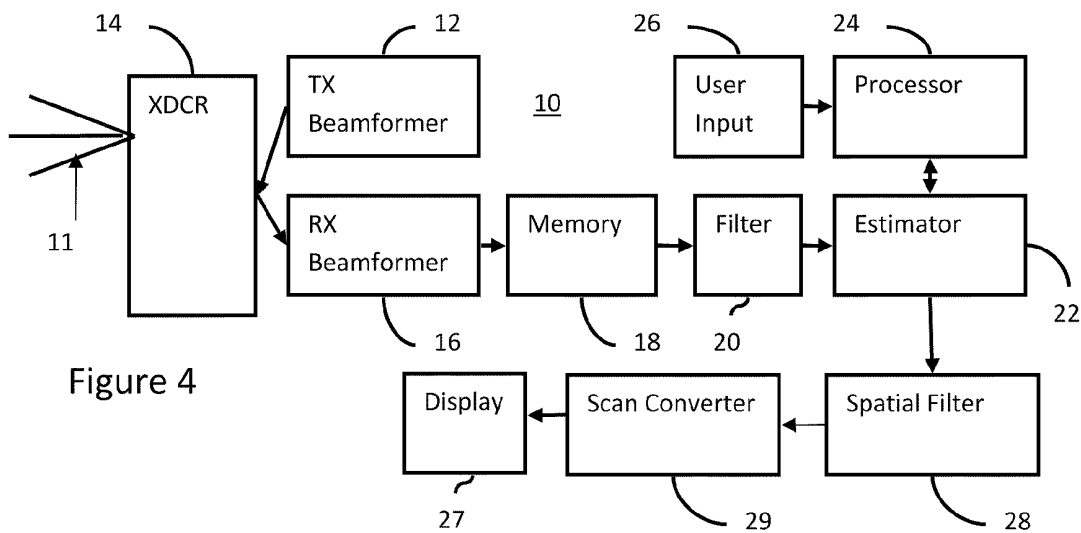 14
12
26
24
XDCR
TX
Beamformer
10
User
Input
Processor
11
RX
Beamformer
Memory
Filter
Estimator
16
18
20
22
Figure 4
Display
Scan Converter
Spatial Filter
27
29
28